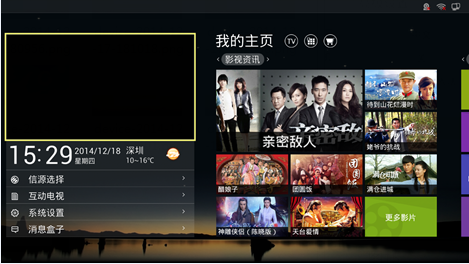 我的主页 TV
影视资讯
15:29
2014/12/18 深圳
星期四 10~16℃
信源选择
互动电视
系统设置
消息盒子
亲密敌人
待到山花烂漫时
姥爷的抗战
醋娘子
团圆饭
满仓进城
神雕侠侣（陈晓版）
天台爱情
更多影片